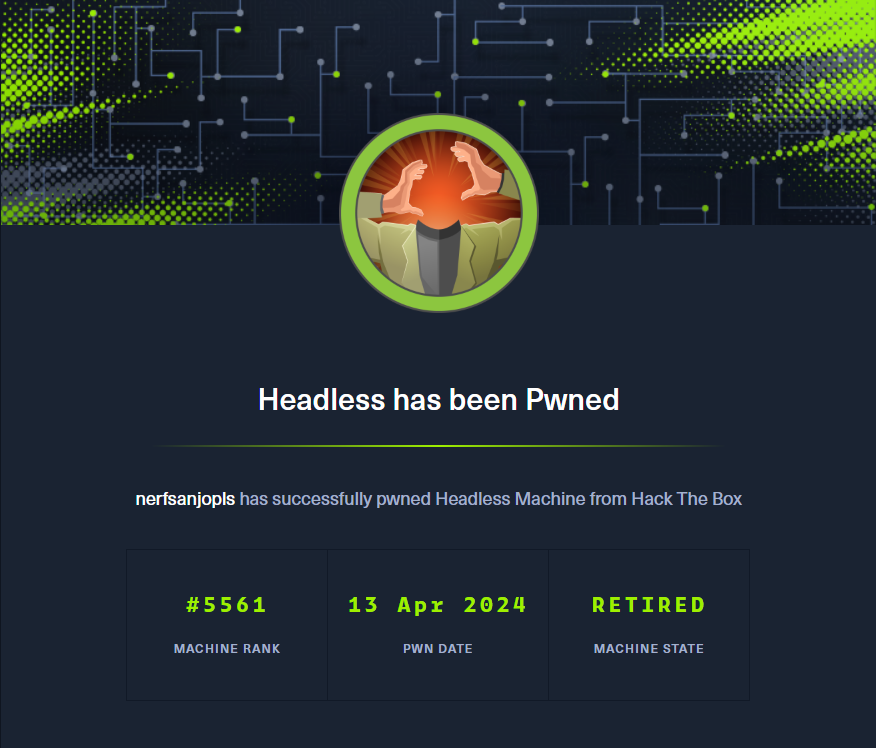 Headless has been Pwned
nerfsanjopls has successfully pwned Headless Machine from Hack The Box
#5561 13 Apr 2024 RETIRED
MACHINE RANK PWN DATE MACHINE STATE